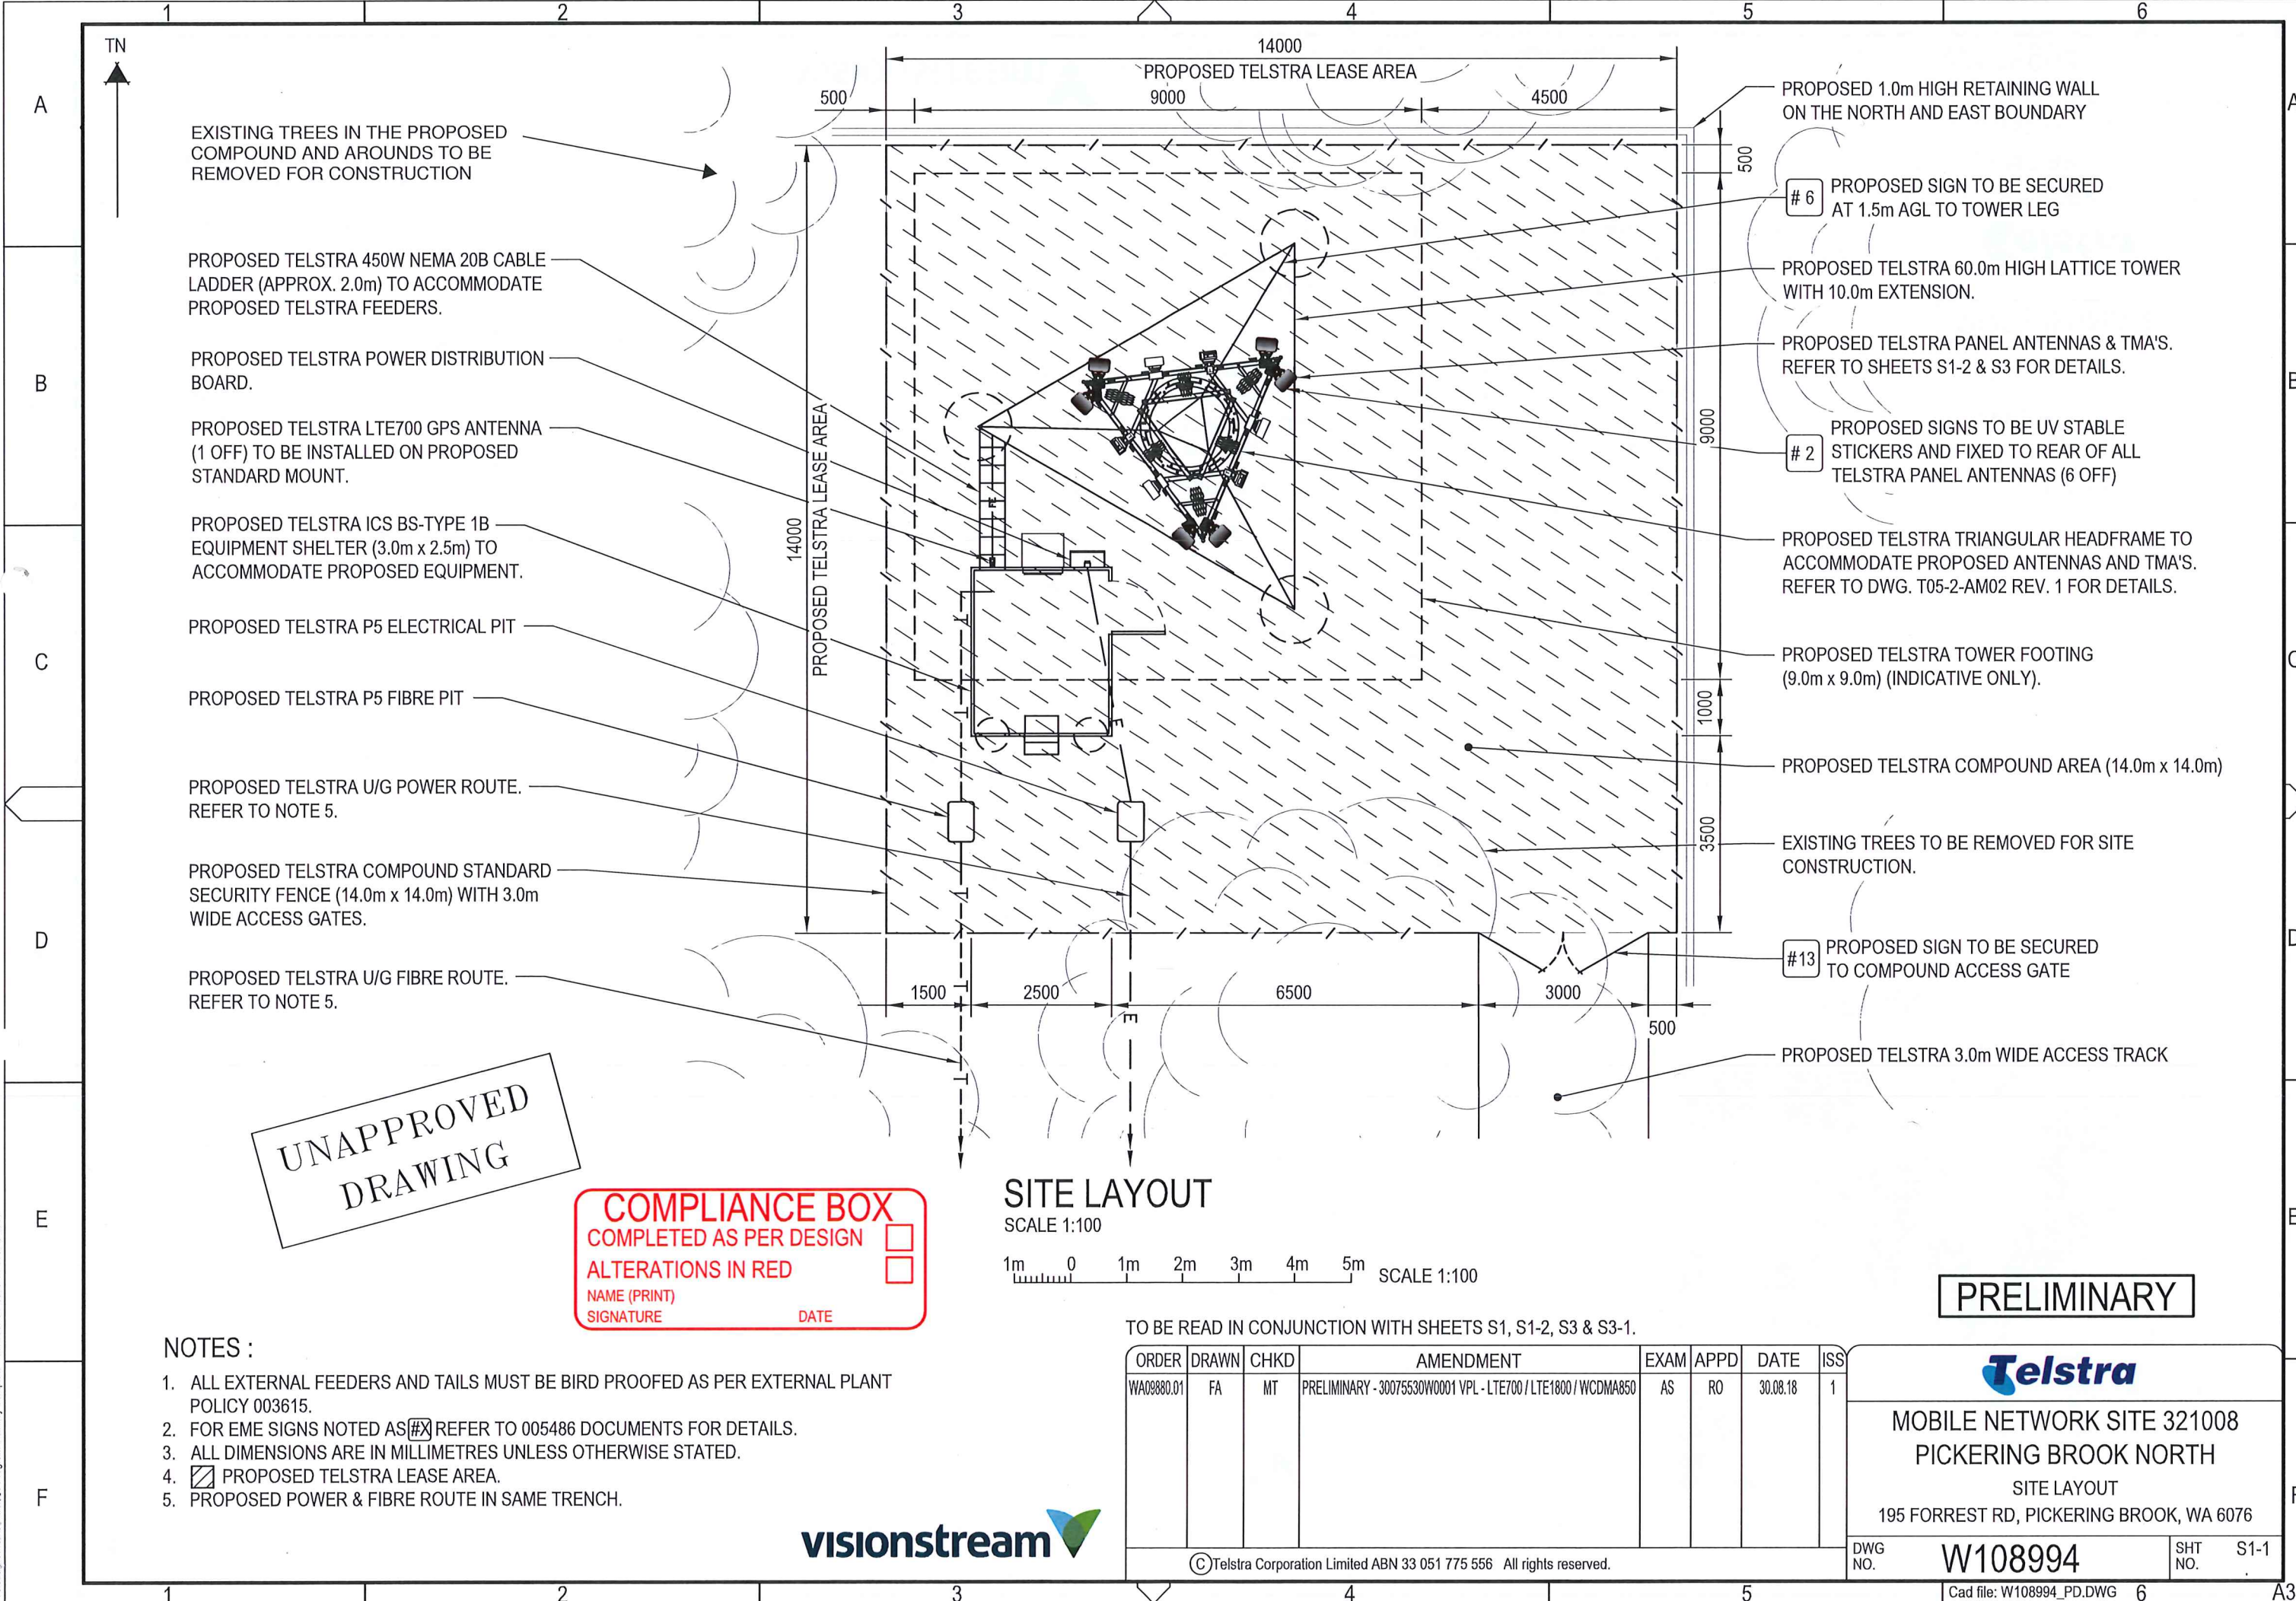 1 2 3 4 5 6
A
B
C
D
E
F
TN
14000
PROPOSED TELSTRA LEASE AREA
500
9000
4500
EXISTING TREES IN THE PROPOSED
COMPOUND AND AROUNDS TO BE
REMOVED FOR CONSTRUCTION
PROPOSED TELSTRA 450W NEMA 20B CABLE
LADDER (APPROX. 2.0m) TO ACCOMMODATE
PROPOSED TELSTRA FEEDERS.
PROPOSED TELSTRA POWER DISTRIBUTION
BOARD.
PROPOSED TELSTRA LTE700 GPS ANTENNA
(1 OFF) TO BE INSTALLED ON PROPOSED
STANDARD MOUNT.
PROPOSED TELSTRA ICS BS-TYPE 1B
EQUIPMENT SHELTER (3.0m x 2.5m) TO
ACCOMMODATE PROPOSED EQUIPMENT.
PROPOSED TELSTRA P5 ELECTRICAL PIT
PROPOSED TELSTRA P5 FIBRE PIT
PROPOSED TELSTRA U/G POWER ROUTE.
REFER TO NOTE 5.
PROPOSED TELSTRA COMPOUND STANDARD
SECURITY FENCE (14.0m x 14.0m) WITH 3.0m
WIDE ACCESS GATES.
PROPOSED TELSTRA U/G FIBRE ROUTE.
REFER TO NOTE 5.
14000
PROPOSED TELSTRA LEASE AREA
T
T
T
T
T
E
E
500
9000
1000
3500
1500
2500
6500
3000
500
PROPOSED 1.0m HIGH RETAINING WALL
ON THE NORTH AND EAST BOUNDARY
# 6 PROPOSED SIGN TO BE SECURED
AT 1.5m AGL TO TOWER LEG
PROPOSED TELSTRA 60.0m HIGH LATTICE TOWER
WITH 10.0m EXTENSION.
PROPOSED TELSTRA PANEL ANTENNAS & TMA'S.
REFER TO SHEETS S1-2 & S3 FOR DETAILS.
PROPOSED SIGNS TO BE UV STABLE
# 2 STICKERS AND FIXED TO REAR OF ALL
TELSTRA PANEL ANTENNAS (6 OFF)
PROPOSED TELSTRA TRIANGULAR HEADFRAME TO
ACCOMMODATE PROPOSED ANTENNAS AND TMA'S.
REFER TO DWG. T05-2-AM02 REV. 1 FOR DETAILS.
PROPOSED TELSTRA TOWER FOOTING
(9.0m x 9.0m) (INDICATIVE ONLY).
PROPOSED TELSTRA COMPOUND AREA (14.0m x 14.0m)
EXISTING TREES TO BE REMOVED FOR SITE
CONSTRUCTION.
#13 PROPOSED SIGN TO BE SECURED
TO COMPOUND ACCESS GATE
PROPOSED TELSTRA 3.0m WIDE ACCESS TRACK
UNAPPROVED
DRAWING
COMPLIANCE BOX
COMPLETED AS PER DESIGN
ALTERATIONS IN RED
NAME (PRINT)
SIGNATURE DATE
SITE LAYOUT
SCALE 1:100
1m 0 1m 2m 3m 4m 5m SCALE 1:100
PRELIMINARY
NOTES :
1. ALL EXTERNAL FEEDERS AND TAILS MUST BE BIRD PROOFED AS PER EXTERNAL PLANT
POLICY 003615.
2. FOR EME SIGNS NOTED AS #X REFER TO 005486 DOCUMENTS FOR DETAILS.
3. ALL DIMENSIONS ARE IN MILLIMETRES UNLESS OTHERWISE STATED.
4. PROPOSED TELSTRA LEASE AREA.
5. PROPOSED POWER & FIBRE ROUTE IN SAME TRENCH.
visionstream
TO BE READ IN CONJUNCTION WITH SHEETS S1, S1-2, S3 & S3-1.
ORDER DRAWN CHKD AMENDMENT EXAM APPD DATE ISS
WA09880.01 FA MT PRELIMINARY - 30075530W0001 VPL - LTE700 / LTE1800 / WCDMA850 AS RO 30.08.18 1
© Telstra Corporation Limited ABN 33 051 775 556 All rights reserved.
Telstra
MOBILE NETWORK SITE 321008
PICKERING BROOK NORTH
SITE LAYOUT
195 FORREST RD, PICKERING BROOK, WA 6076
DWG NO. W108994 SHT NO. S1-1
Cad file: W108994_PD.DWG
1 2 3 4 5 6 A3